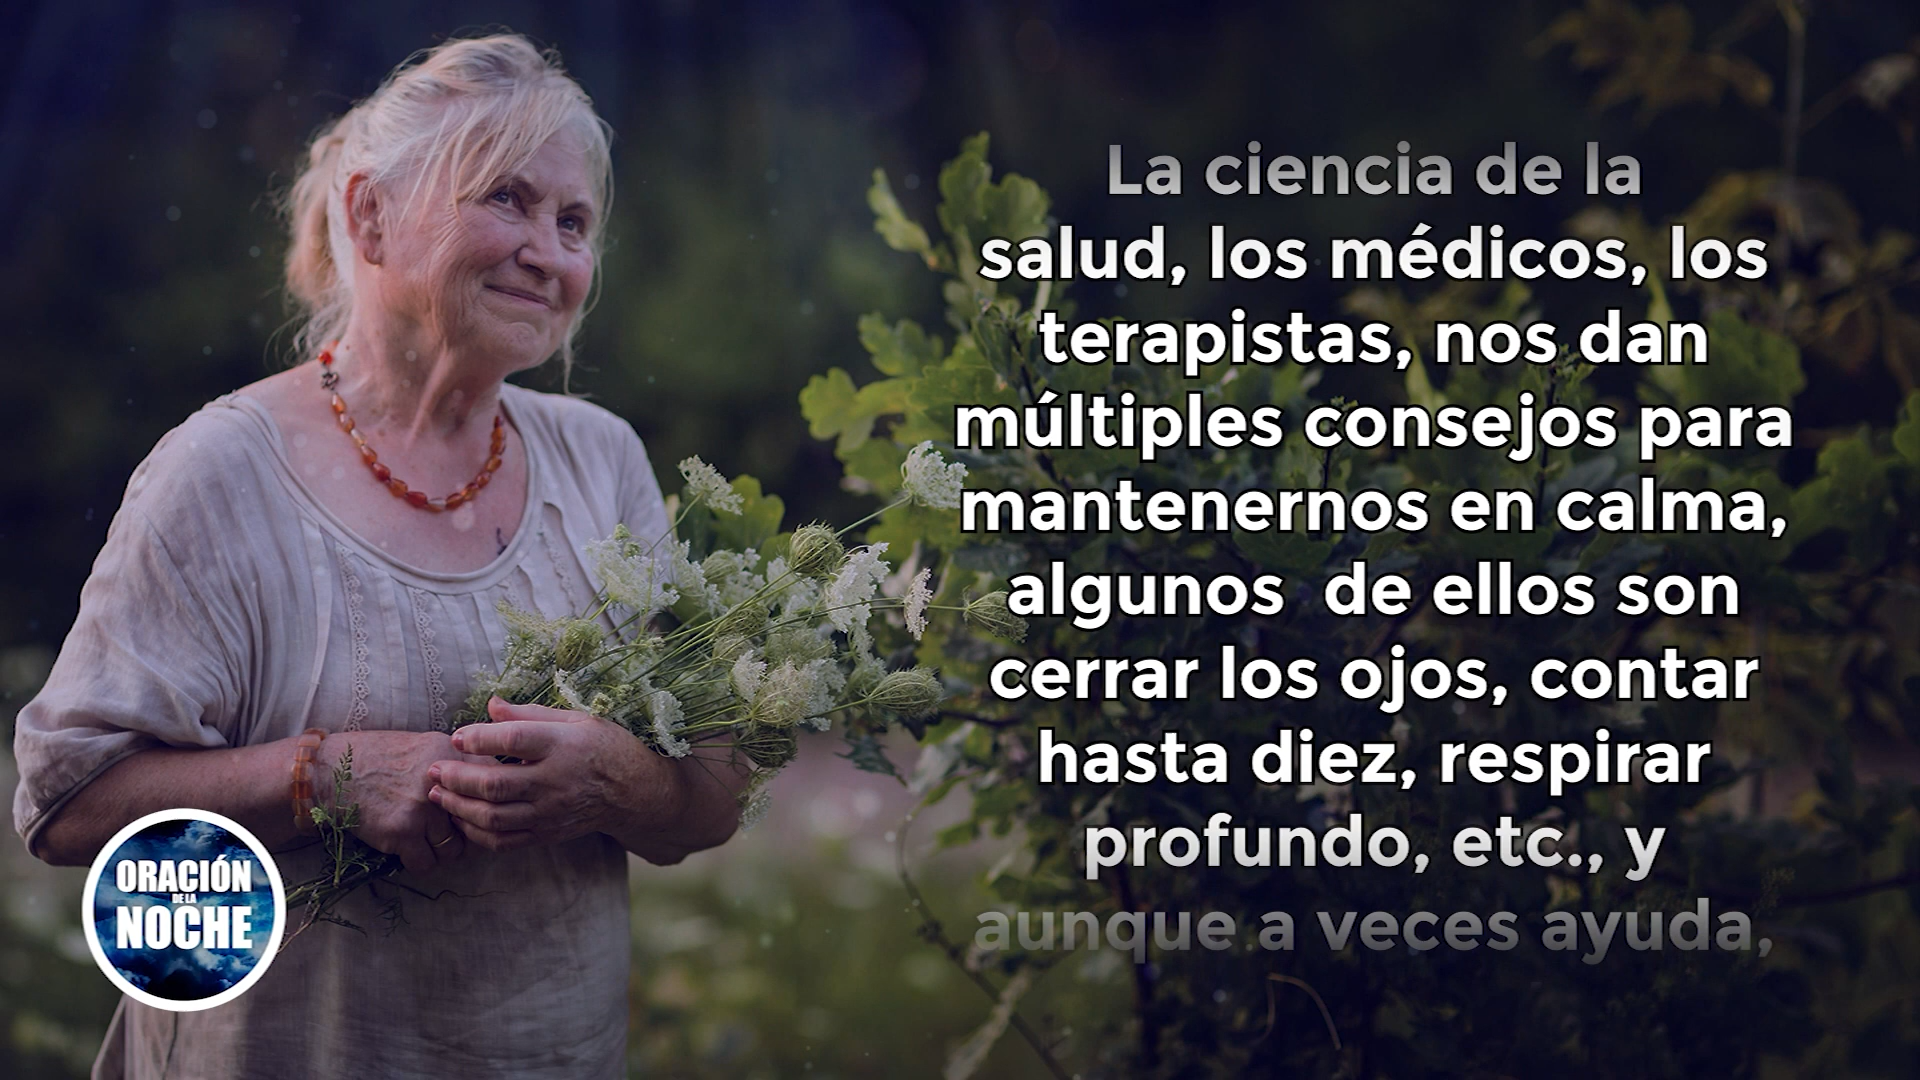 La ciencia de la
salud, los médicos, los
terapistas, nos dan
múltiples consejos para
mantenernos en calma,
algunos  de ellos son
cerrar los ojos, contar
hasta diez, respirar
profundo, etc., y
aunque a veces ayuda,
ORACIÓN
DE LA
NOCHE